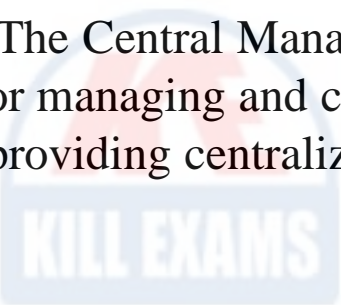 The Central Mana
or managing and c
providing centraliz
KILL EXAMS